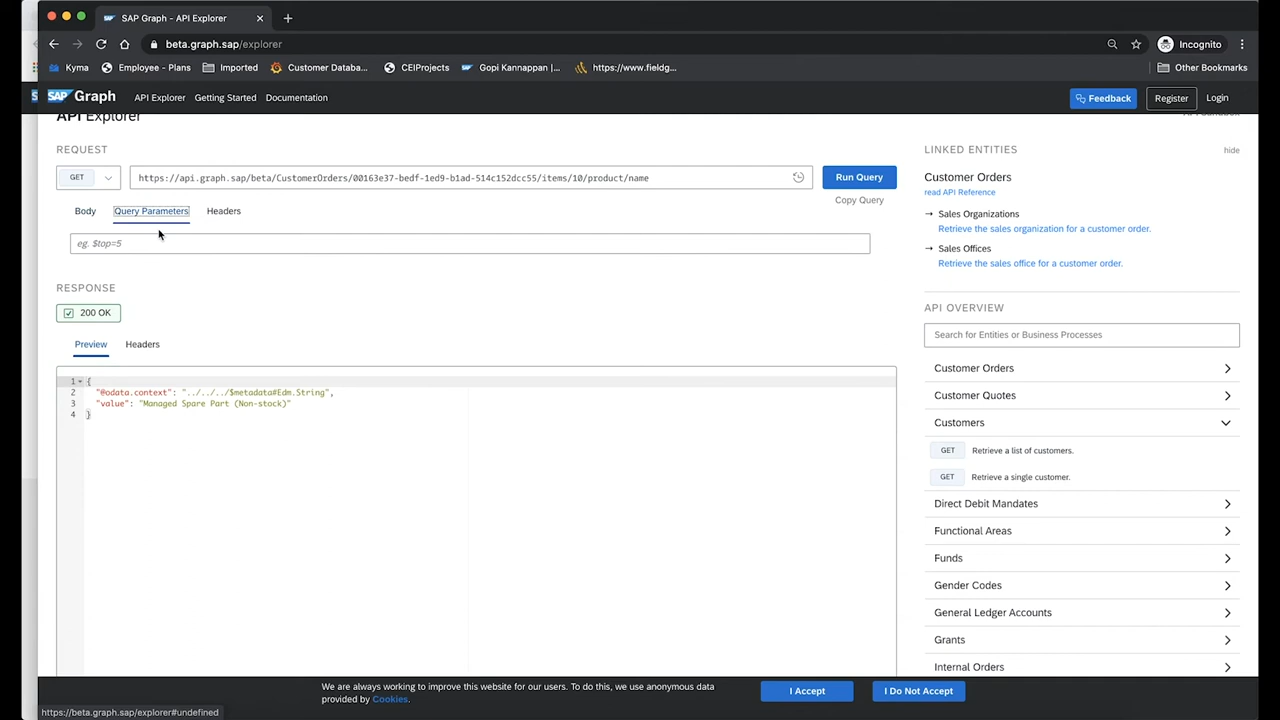 SAP Graph - API Explorer
beta.graph.sap/explorer
Incognito
Kyma
Employee - Plans
Imported
Customer Databa...
CEIProjects
Gopi Kannappan |...
https://www.fieldg...
Other Bookmarks
SAP Graph
API Explorer
Getting Started
Documentation
Feedback
Register
Login
API Explorer
REQUEST
GET
https://api.graph.sap/beta/CustomerOrders/00163e37-bedf-1ed9-b1ad-514c152dcc55/items/10/product/name
Run Query
Copy Query
Body
Query Parameters
Headers
eg. $top=5
RESPONSE
200 OK
Preview
Headers
1 {
2 "@odata.context": "../../../$metadata#Edm.String",
3 "value": "Managed Spare Part (Non-stock)"
4 }
LINKED ENTITIES
hide
Customer Orders
read API Reference
→ Sales Organizations
Retrieve the sales organization for a customer order.
→ Sales Offices
Retrieve the sales office for a customer order.
API OVERVIEW
Search for Entities or Business Processes
Customer Orders
Customer Quotes
Customers
GET Retrieve a list of customers.
GET Retrieve a single customer.
Direct Debit Mandates
Functional Areas
Funds
Gender Codes
General Ledger Accounts
Grants
Internal Orders
We are always working to improve this website for our users. To do this, we use anonymous data
provided by Cookies.
I Accept
I Do Not Accept
https://beta.graph.sap/explorer#undefined